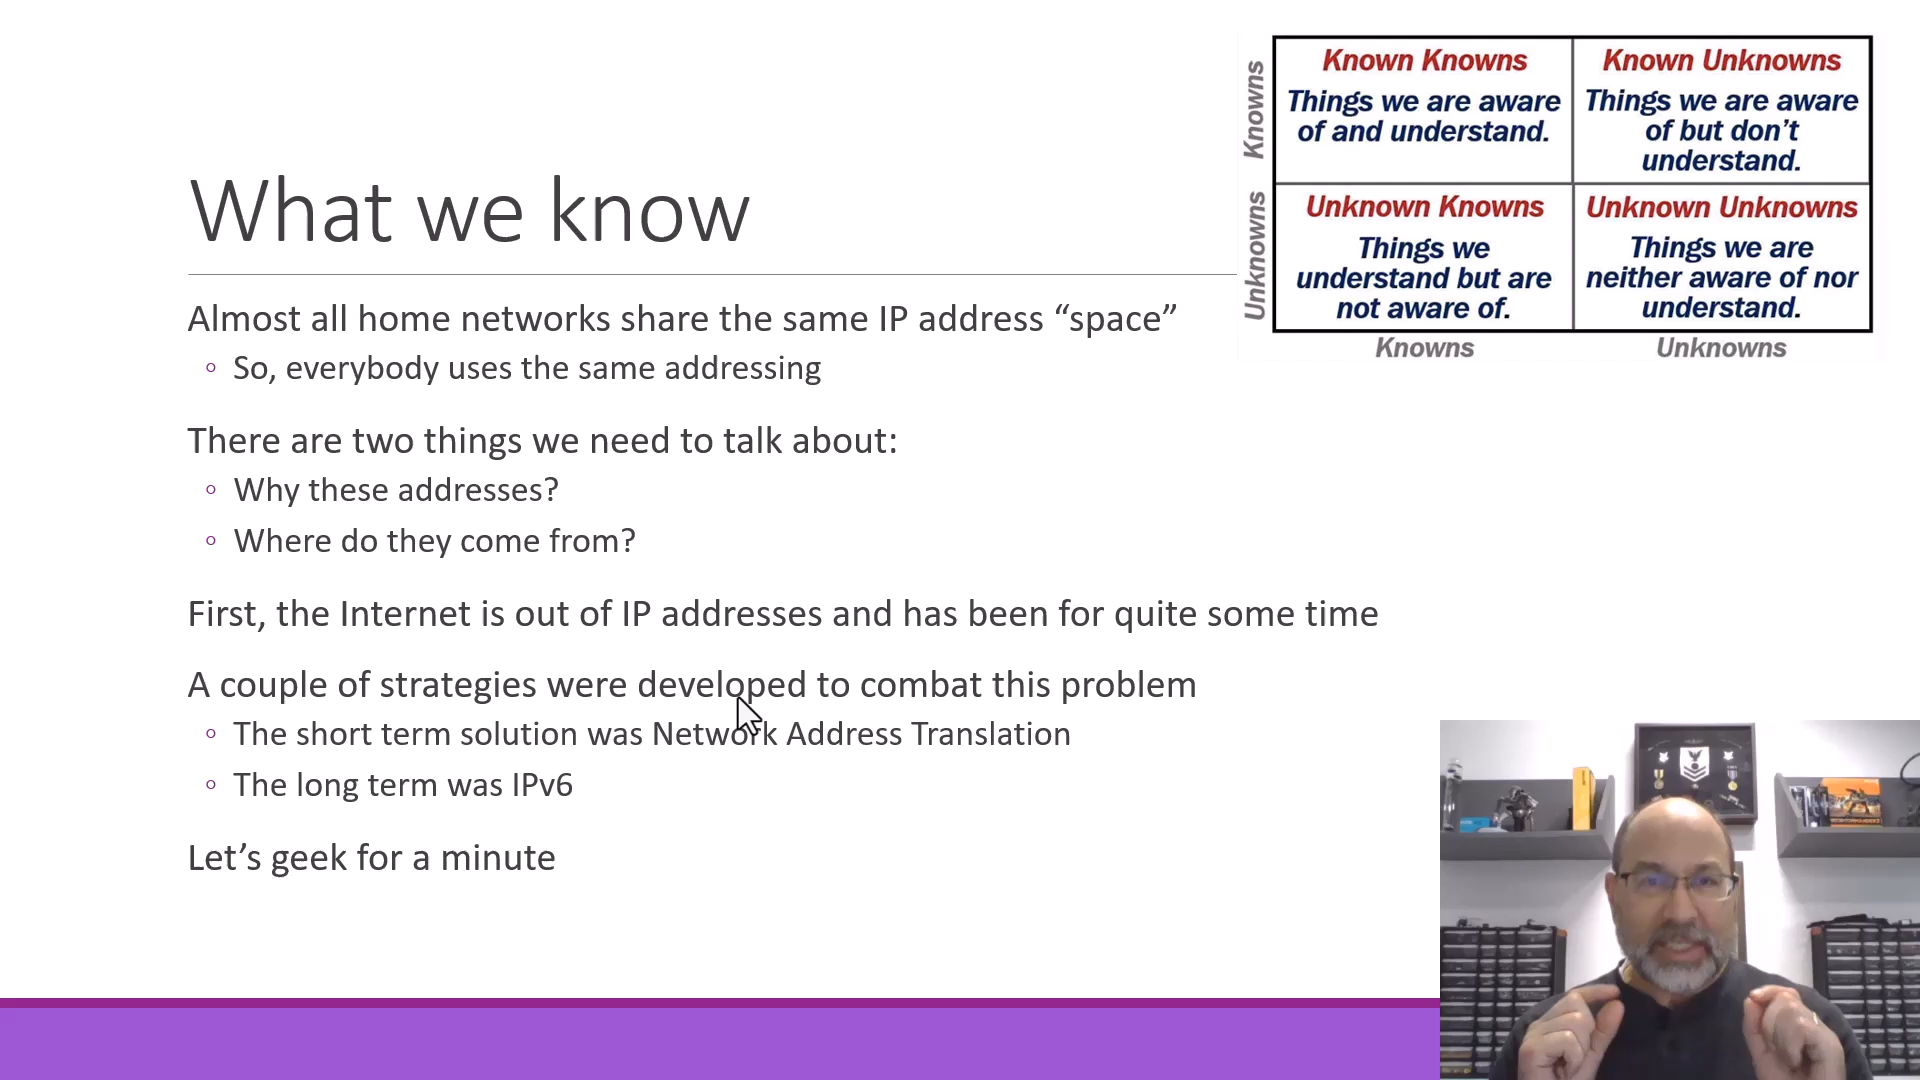 What we know
Almost all home networks share the same IP address “space”
◦ So, everybody uses the same addressing
There are two things we need to talk about:
◦ Why these addresses?
◦ Where do they come from?
First, the Internet is out of IP addresses and has been for quite some time
A couple of strategies were developed to combat this problem
◦ The short term solution was Network Address Translation
◦ The long term was IPv6
Let’s geek for a minute
Knowns
Known Knowns
Things we are aware
of and understand.
Known Unknowns
Things we are aware
of but don’t
understand.
Unknowns
Unknown Knowns
Things we
understand but are
not aware of.
Unknown Unknowns
Things we are
neither aware of nor
understand.
Knowns
Unknowns